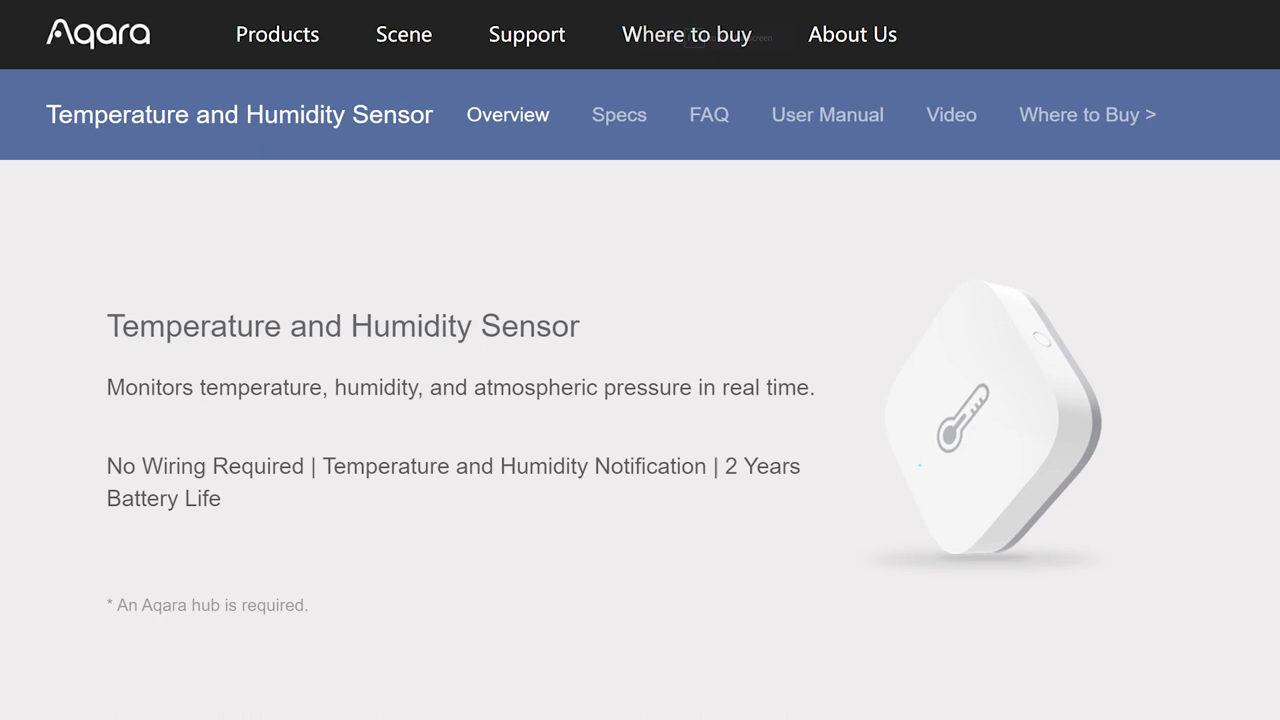 Aqara Products Scene Support Where to buy About Us
Temperature and Humidity Sensor Overview Specs FAQ User Manual Video Where to Buy >
Temperature and Humidity Sensor
Monitors temperature, humidity, and atmospheric pressure in real time.
No Wiring Required | Temperature and Humidity Notification | 2 Years
Battery Life
* An Aqara hub is required.